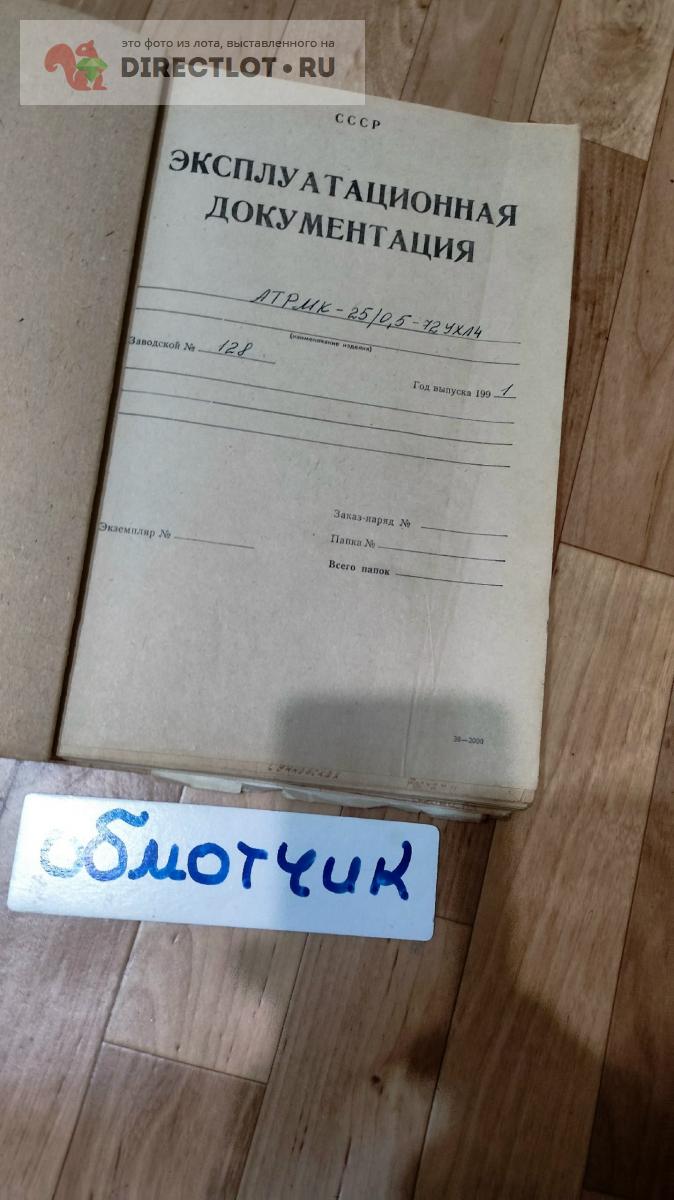 это фото из лота, выставленного на
DIRECTLOT.RU
СССР
ЭКСПЛУАТАЦИОННАЯ
ДОКУМЕНТАЦИЯ
АТРМК-25/0,5-72УХЛ4
(наименование изделия)
Заводской № 128
Год выпуска 1991
Заказ-наряд №
Экземпляр №
Папка №
Всего папок
обмотчик